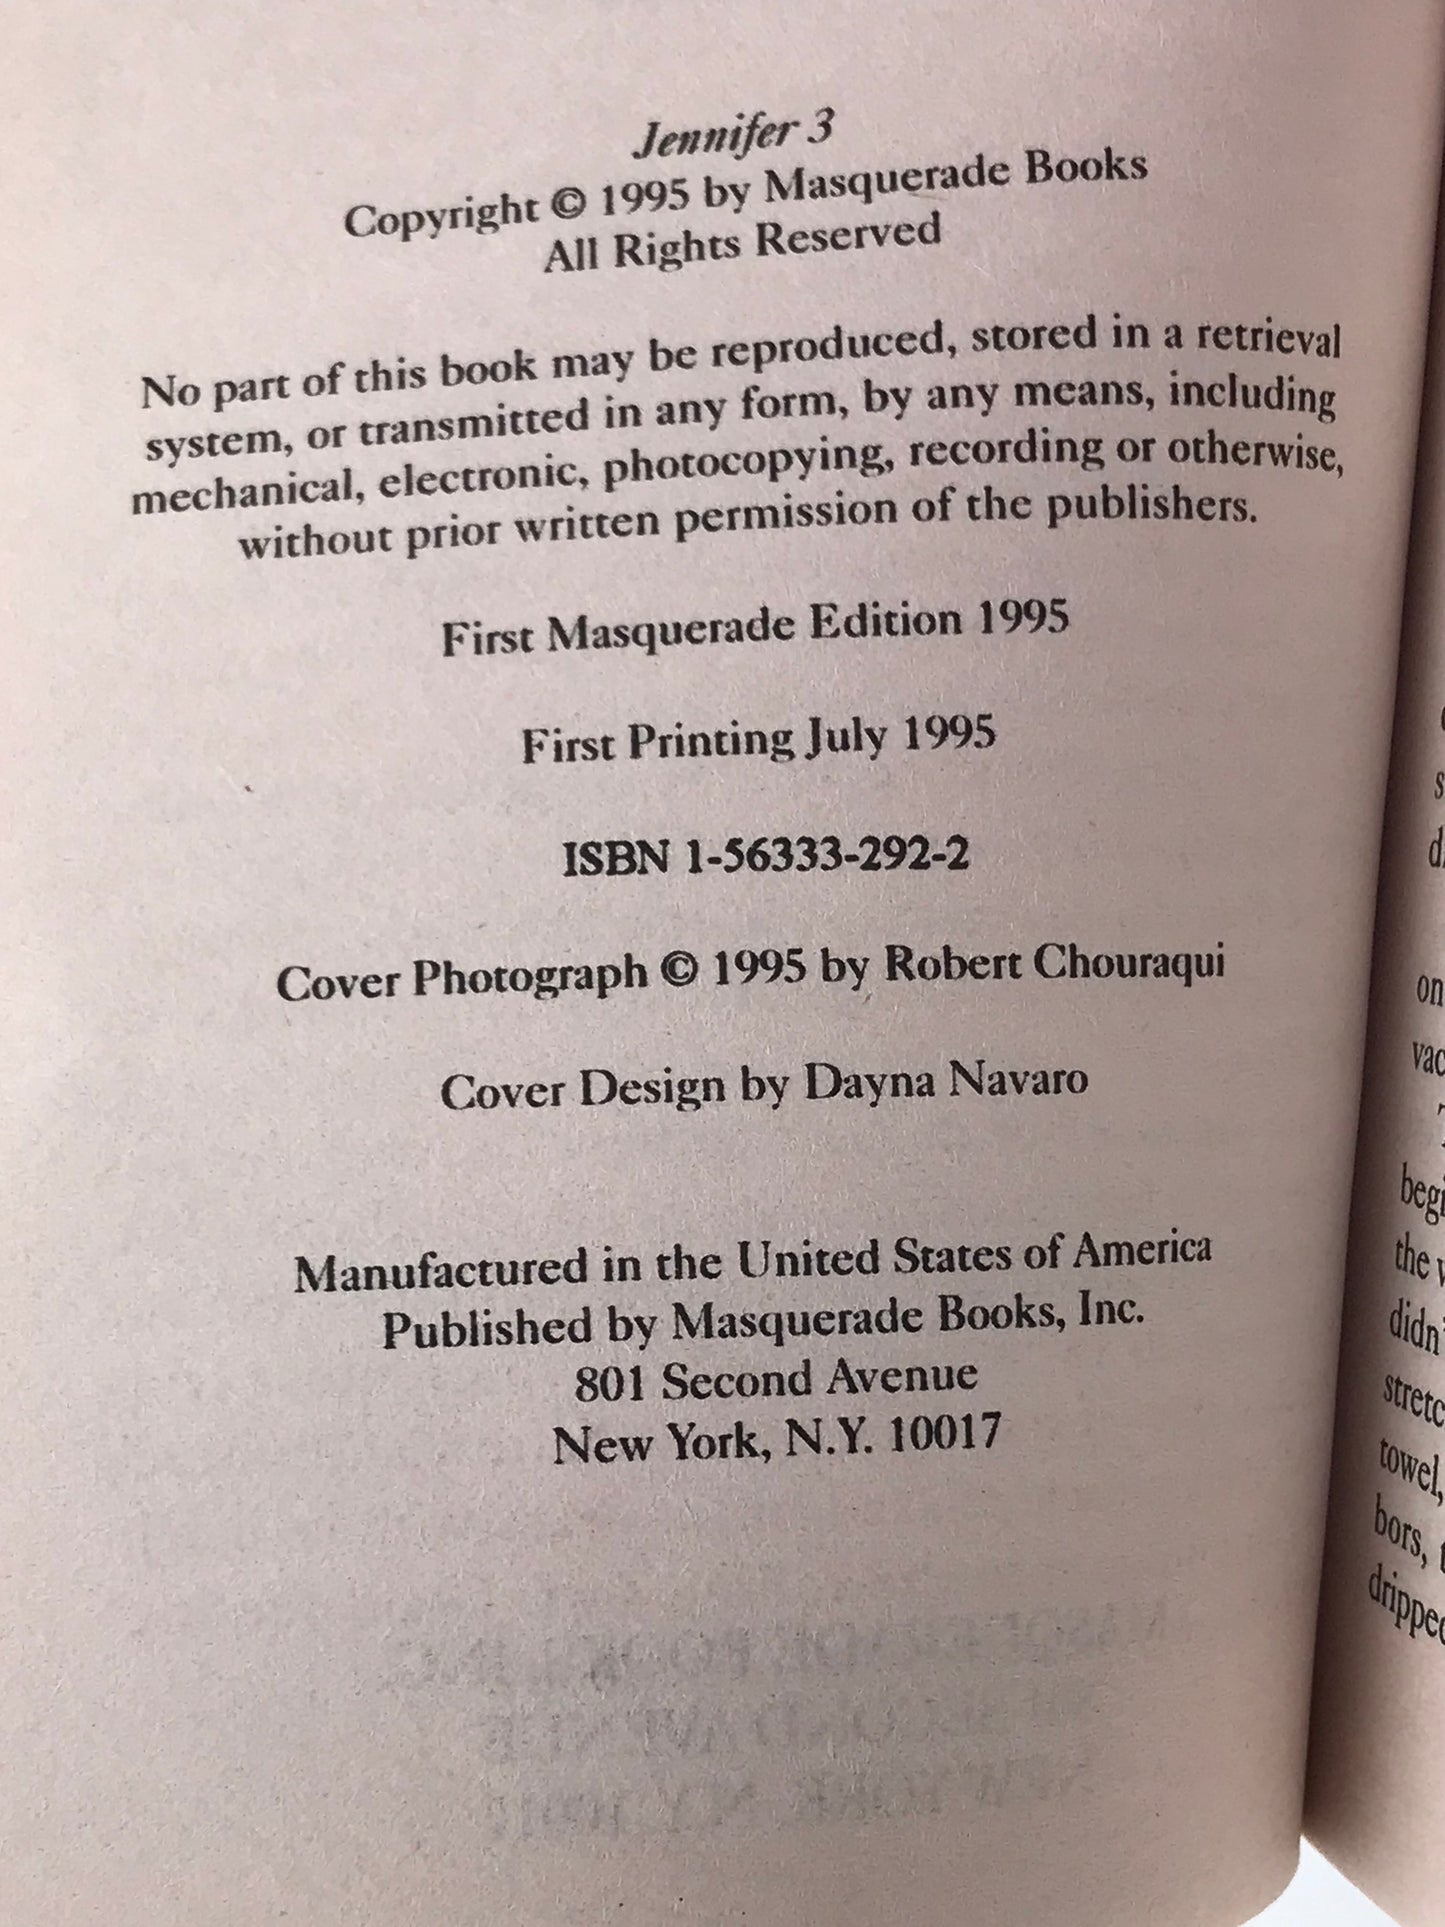 Jennifer 3
Copyright © 1995 by Masquerade Books
All Rights Reserved
No part of this book may be reproduced, stored in a retrieval
system, or transmitted in any form, by any means, including
mechanical, electronic, photocopying, recording or otherwise,
without prior written permission of the publishers.
First Masquerade Edition 1995
First Printing July 1995
ISBN 1-56333-292-2
Cover Photograph © 1995 by Robert Chouraqui
Cover Design by Dayna Navaro
Manufactured in the United States of America
Published by Masquerade Books, Inc.
801 Second Avenue
New York, N.Y. 10017
on
the
towel,
bors,